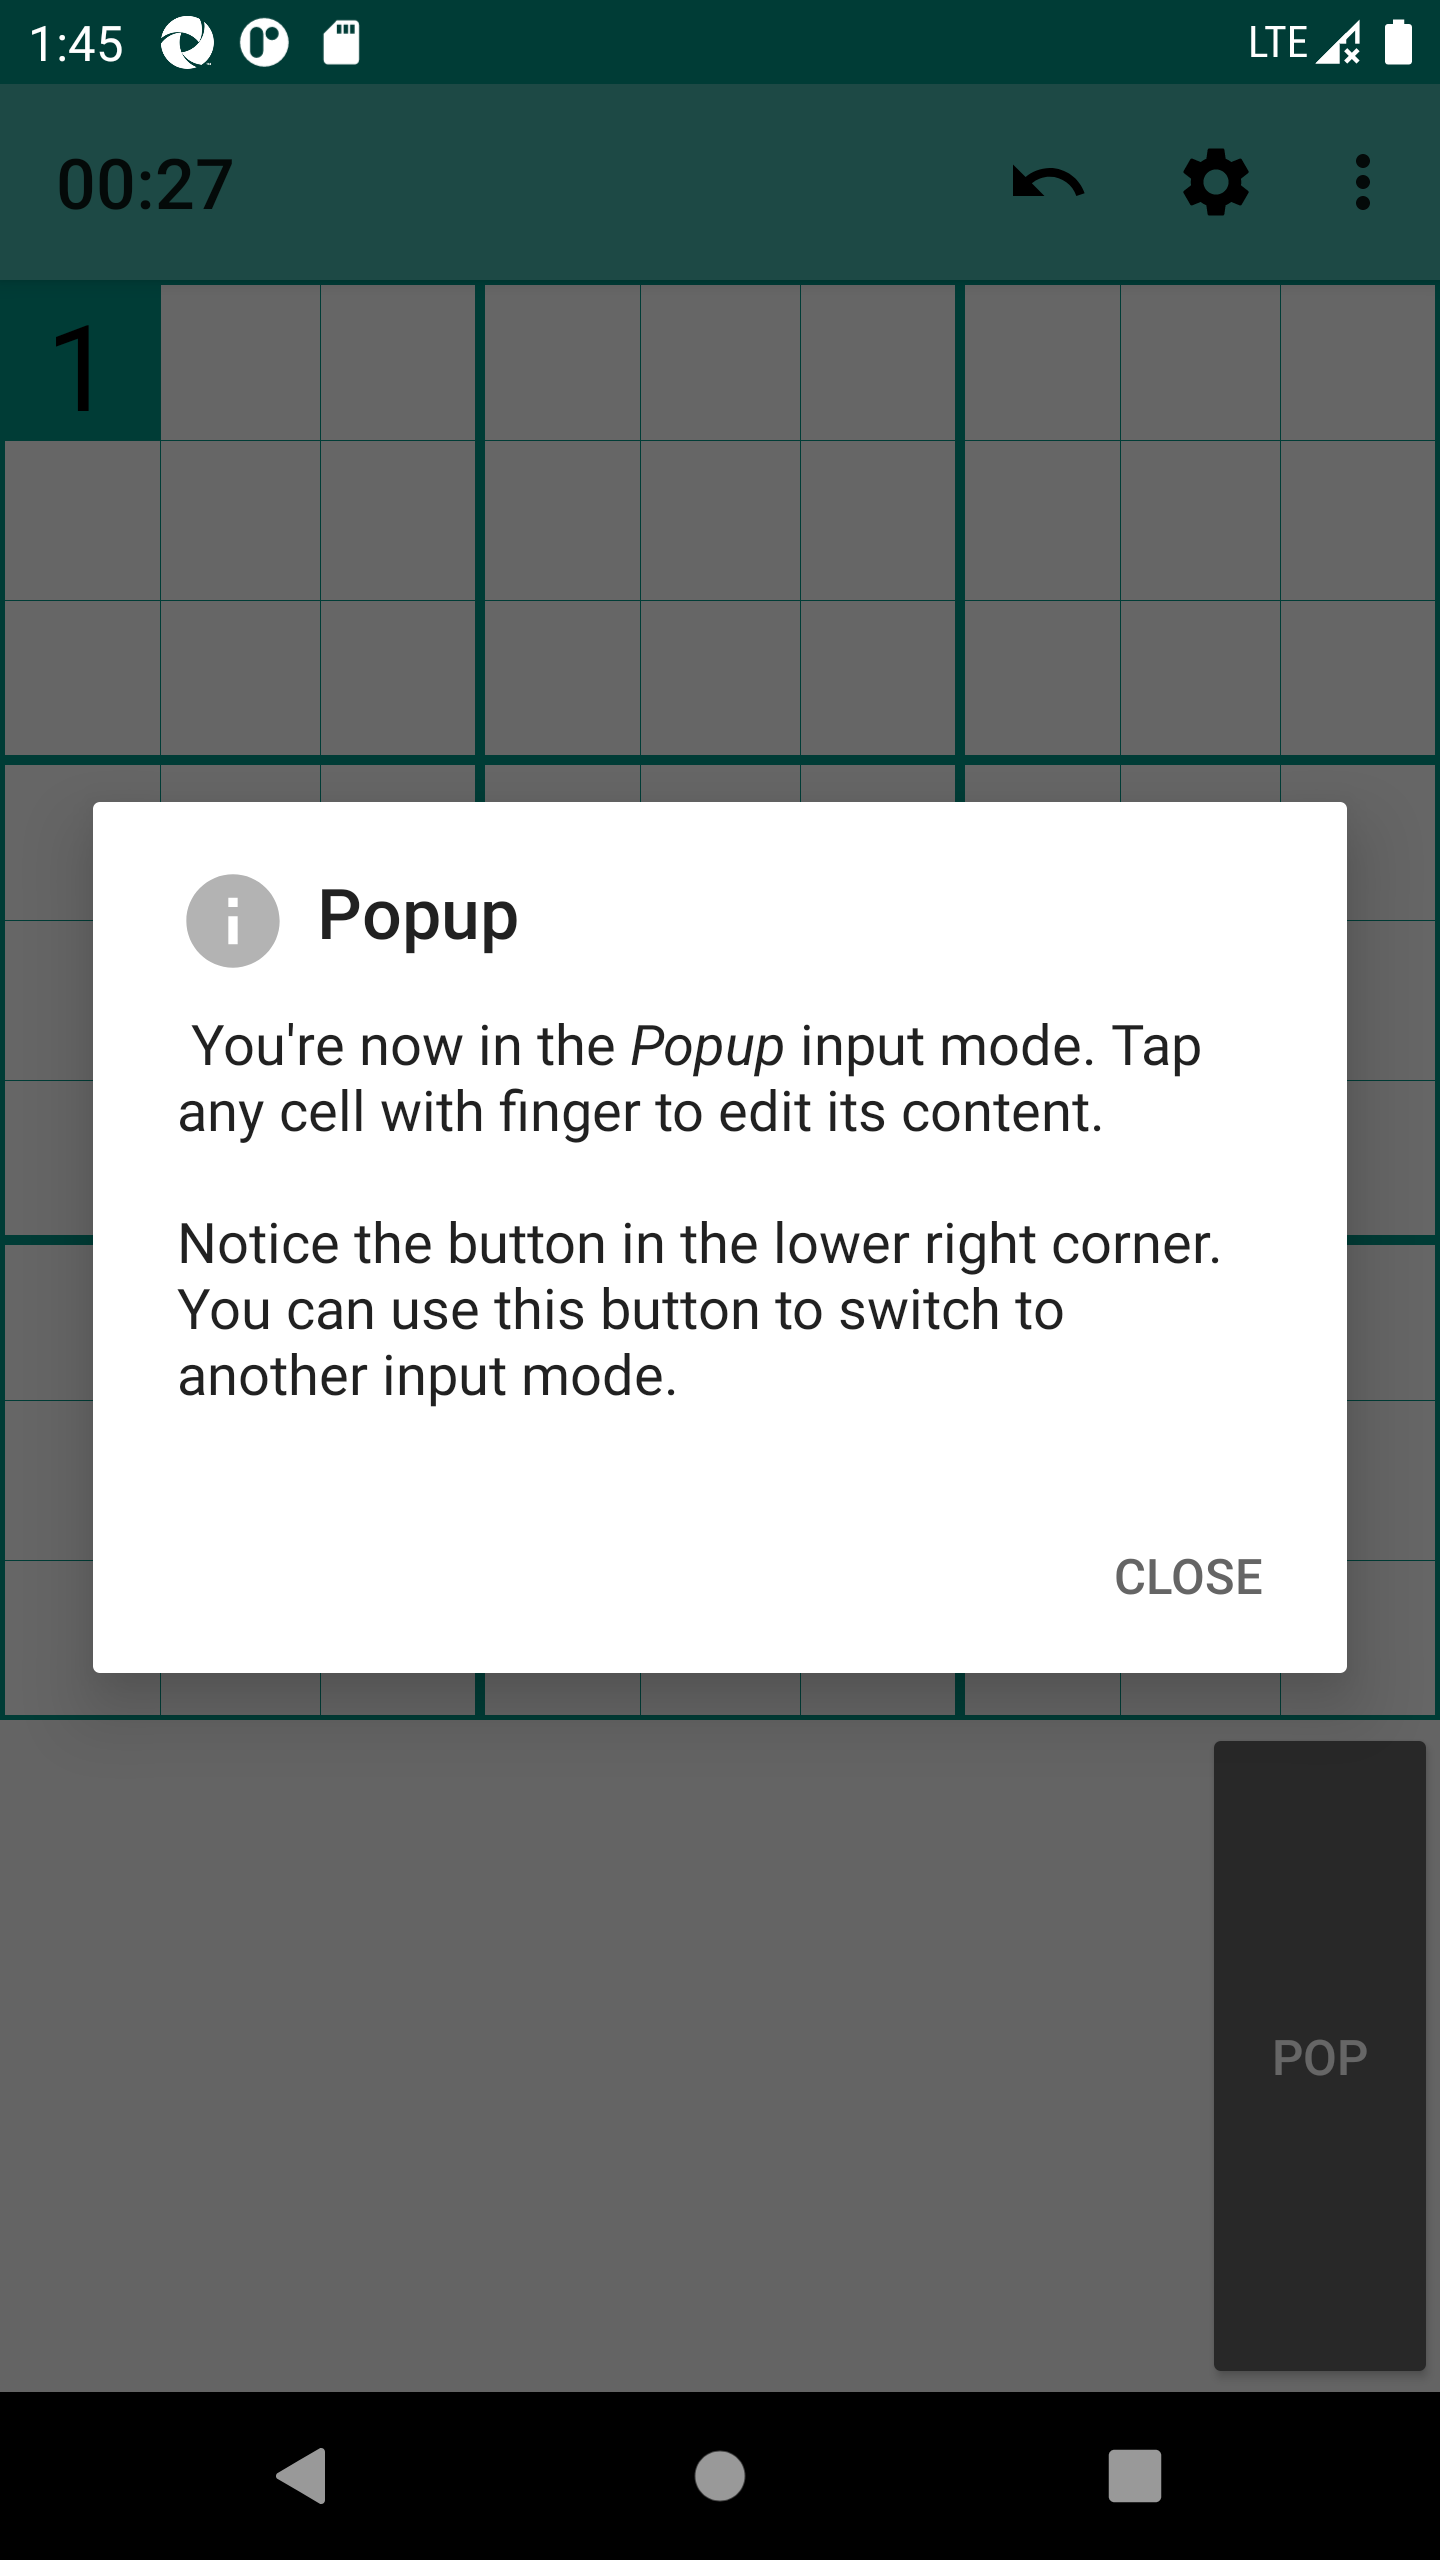 1:45
LTE
00:27
1
Popup
You're now in the Popup input mode. Tap
any cell with finger to edit its content.
Notice the button in the lower right corner.
You can use this button to switch to
another input mode.
CLOSE
POP